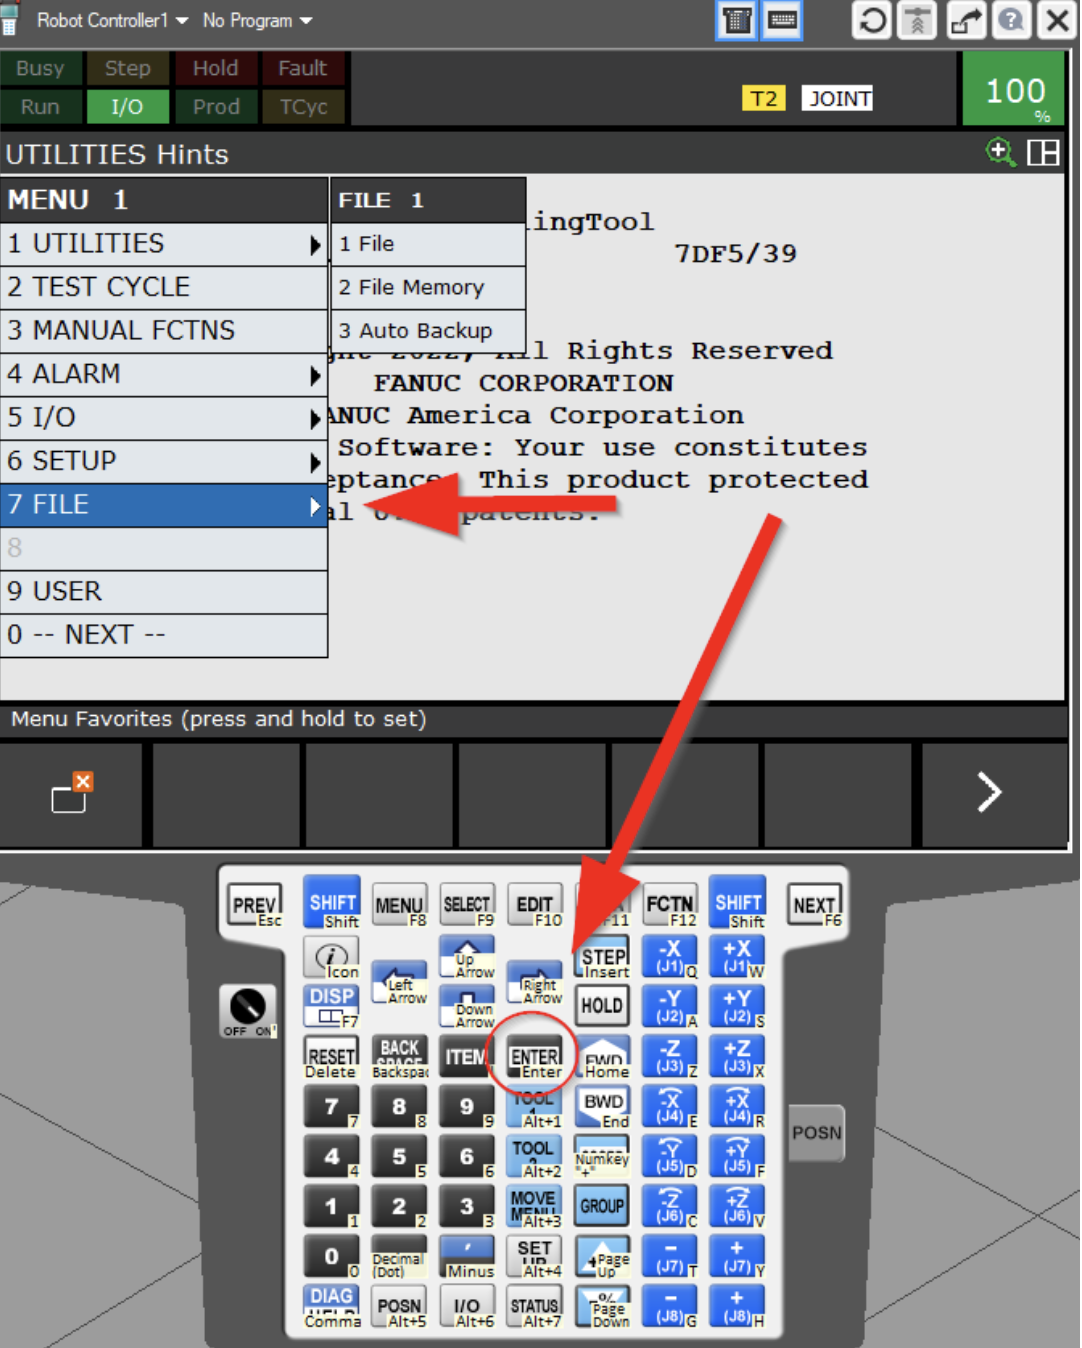 Robot Controller1 No Program
Busy Step Hold Fault
Run I/O Prod TCyc
T2 JOINT 100 %
UTILITIES Hints
MENU 1
1 UTILITIES
2 TEST CYCLE
3 MANUAL FCTNS
4 ALARM
5 I/O
6 SETUP
7 FILE
8
9 USER
0 -- NEXT --
FILE 1
1 File
2 File Memory
3 Auto Backup
ingTool
7DF5/39
2022, All Rights Reserved
FANUC CORPORATION
ANUC America Corporation
Software: Your use constitutes
eptance. This product protected
al patents.
Menu Favorites (press and hold to set)
PREV Esc SHIFT Shift MENU F8 SELECT F9 EDIT F10 F11 FCTN F12 SHIFT Shift NEXT F6
i Icon Left Arrow Up Arrow Right Arrow STEP Insert -X (J1) Q +X (J1) W
OFF ON DISP F7 Down Arrow HOLD -Y (J2) A +Y (J2) S
RESET Delete BACK SPACE Backspac ITEM ENTER Enter FWD Home -Z (J3) Z +Z (J3) X
7 7 8 8 9 9 TOOL 1 Alt+1 BWD End -X (J4) E +X (J4) R
POSN
4 4 5 5 6 6 TOOL 2 Alt+2 Numkey "+" -Y (J5) D +Y (J5) F
1 1 2 2 3 3 MOVE MENU Alt+3 GROUP -Z (J6) C +Z (J6) V
0 0 Decimal (Dot) , Minus SET UP Alt+4 Page Up - (J7) T + (J7) Y
DIAG HELP Comma POSN Alt+5 I/O Alt+6 STATUS Alt+7 % Page Down - (J8) G + (J8) H